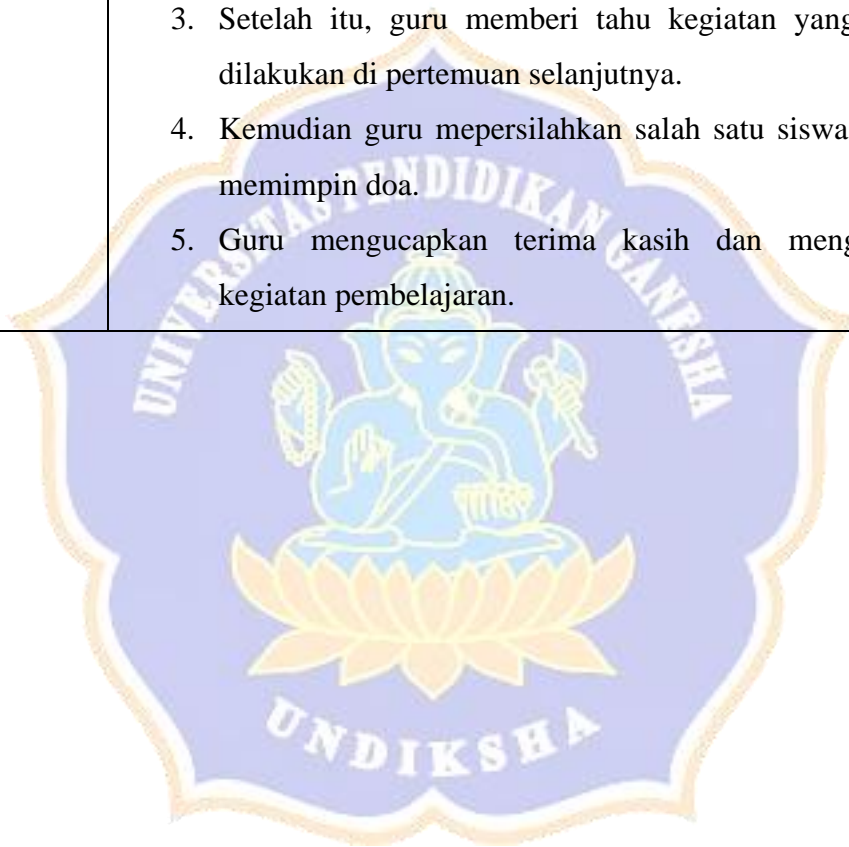 3. Setelah itu, guru memberi tahu kegiatan yang
dilakukan di pertemuan selanjutnya.
4. Kemudian guru mepersilahkan salah satu siswa
memimpin doa.
5. Guru mengucapkan terima kasih dan meng
kegiatan pembelajaran.
UNIVERSITAS PENDIDIKAN GANESHA
UNDIKSHA